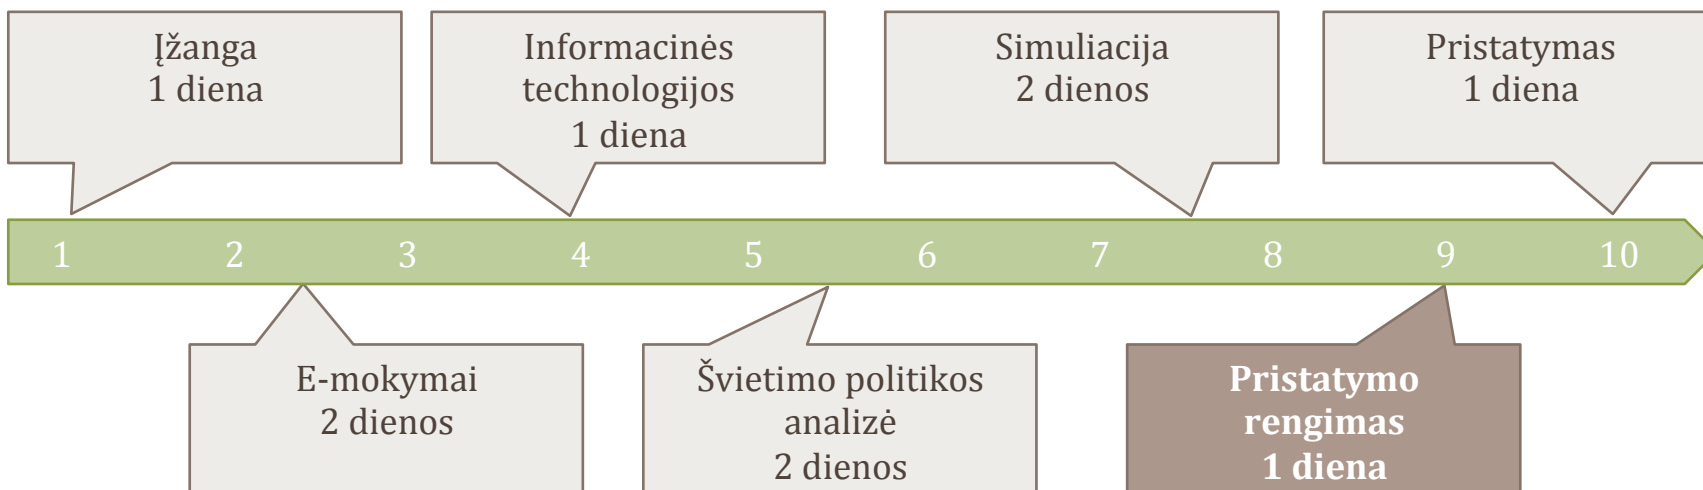 Įžanga
1 diena
Informacinės
technologijos
1 diena
Simuliacija
2 dienos
Pristatymas
1 diena
1 2 3 4 5 6 7 8 9 10
E-mokymai
2 dienos
Švietimo politikos
analizė
2 dienos
Pristatymo
rengimas
1 diena